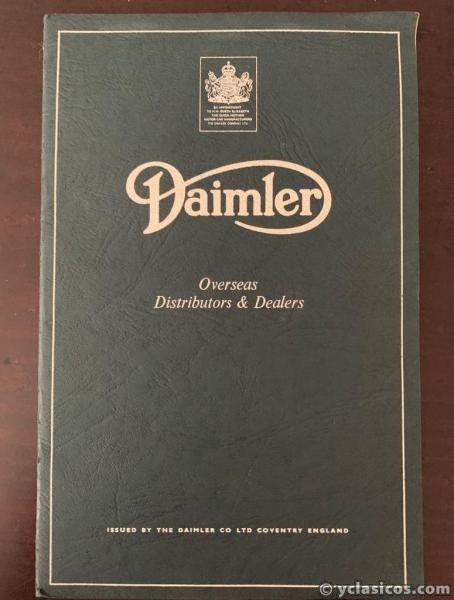 BY APPOINTMENT
TO H.M. QUEEN ELIZABETH
THE QUEEN MOTHER
MOTOR CAR MANUFACTURERS
THE DAIMLER COMPANY LTD.
Daimler
Overseas
Distributors & Dealers
ISSUED BY THE DAIMLER CO LTD COVENTRY ENGLAND
© yclasicos.com